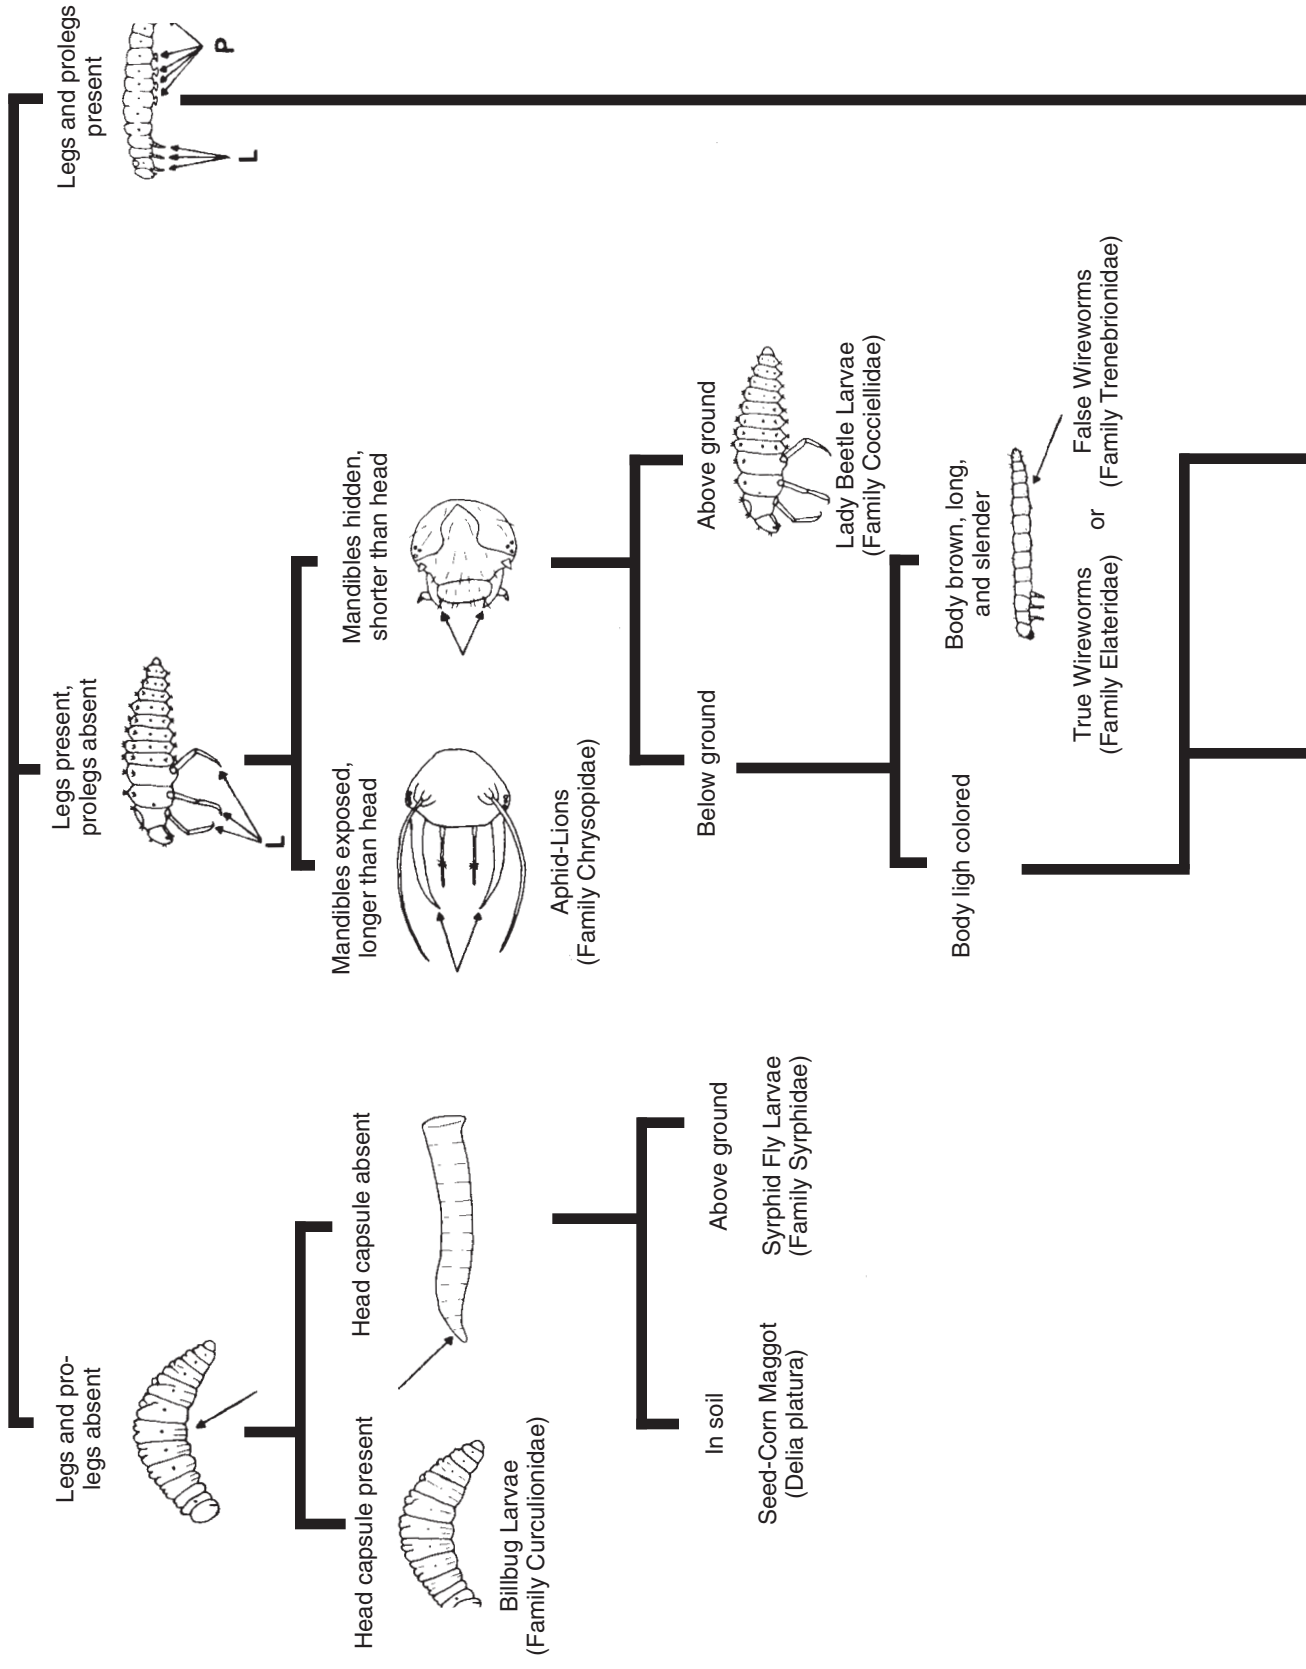 Legs and pro-
legs absent
Legs present,
prolegs absent
L
Legs and prolegs
present
L
P
Head capsule present
Head capsule absent
Mandibles exposed,
longer than head
Mandibles hidden,
shorter than head
Billbug Larvae
(Family Curculionidae)
Aphid-Lions
(Family Chrysopidae)
In soil
Above ground
Below ground
Above ground
Seed-Corn Maggot
(Delia platura)
Syrphid Fly Larvae
(Family Syrphidae)
Lady Beetle Larvae
(Family Cocciellidae)
Body ligh colored
Body brown, long,
and slender
True Wireworms
(Family Elateridae)
or
False Wireworms
(Family Trenebrionidae)